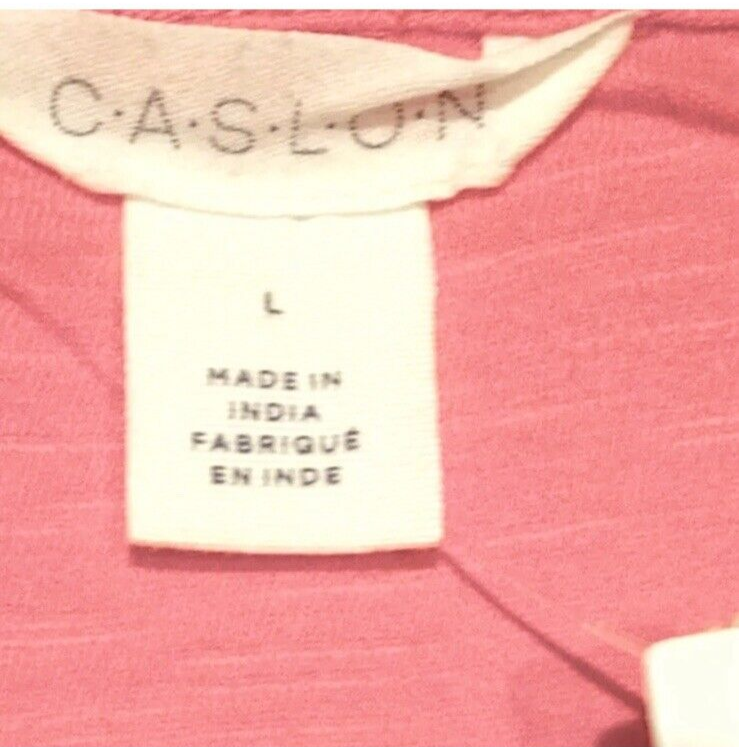 C·A·S·L·O·N
L
MADE IN
INDIA
FABRIQUÉ
EN INDE